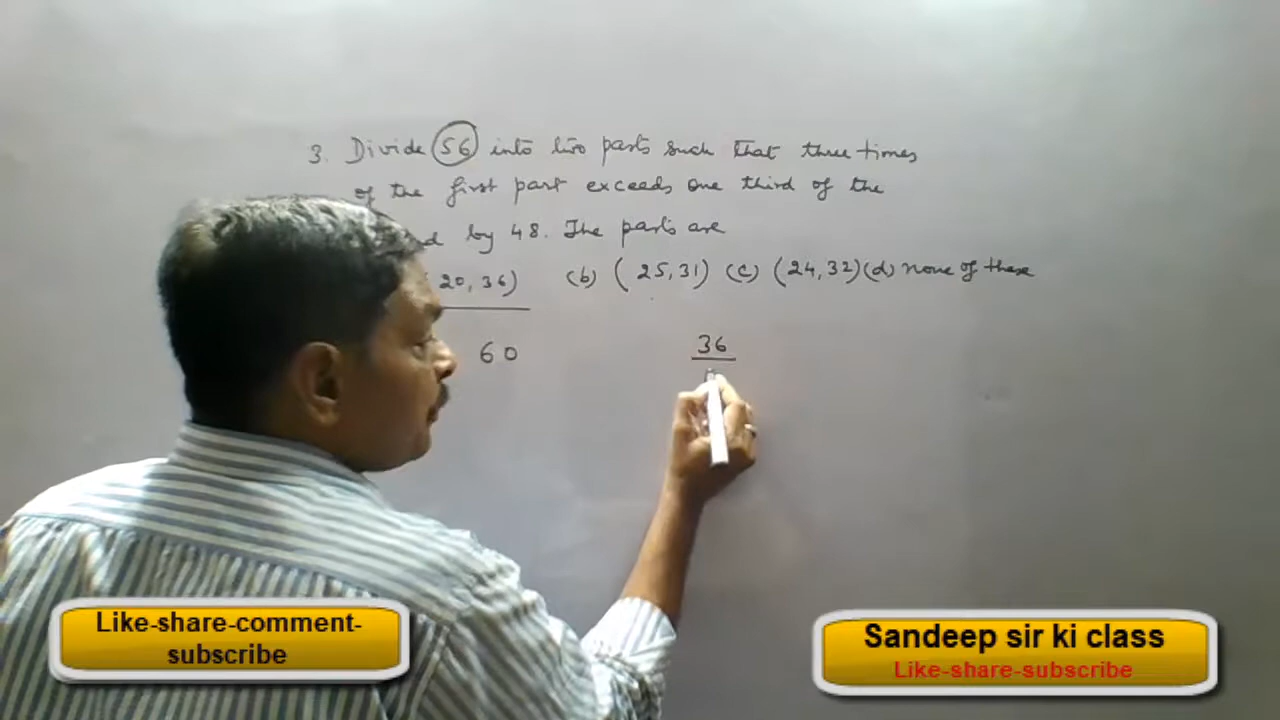 3. Divide 56 into two parts such that three times
of the first part exceeds one third of the
by 48. The parts are
20, 36) (b) (25, 31) (c) (24, 32) (d) none of these
60
36
Like-share-comment-
subscribe
Sandeep sir ki class
Like-share-subscribe